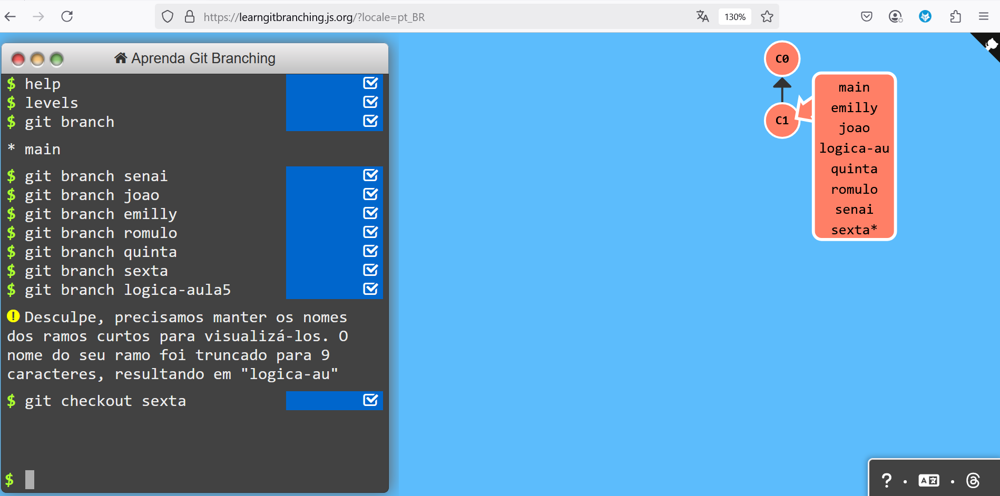 https://learngitbranching.js.org/?locale=pt_BR
130%
Aprenda Git Branching
$ help
$ levels
$ git branch
* main
$ git branch senai
$ git branch joao
$ git branch emilly
$ git branch romulo
$ git branch quinta
$ git branch sexta
$ git branch logica-aula5
! Desculpe, precisamos manter os nomes
dos ramos curtos para visualizá-los. O
nome do seu ramo foi truncado para 9
caracteres, resultando em "logica-au"
$ git checkout sexta
$
C0
C1
main
emilly
joao
logica-au
quinta
romulo
senai
sexta*
? · A文 ·